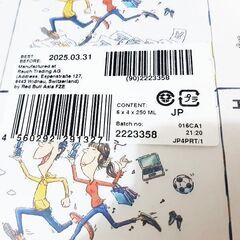 BEST
BEFORE: 2025.03.31
Manufactured at
Rauch Trading AG
(Address, Espenstraße 127,
9443 Widnau, Switzerland)
by Red Bull Asia FZE
(90)2223358
4 560292 291327
CONTENT:
6 x 4 x 250 ML
Batch:
2223358
JP
016CA1
21:20
JP4PRT/1